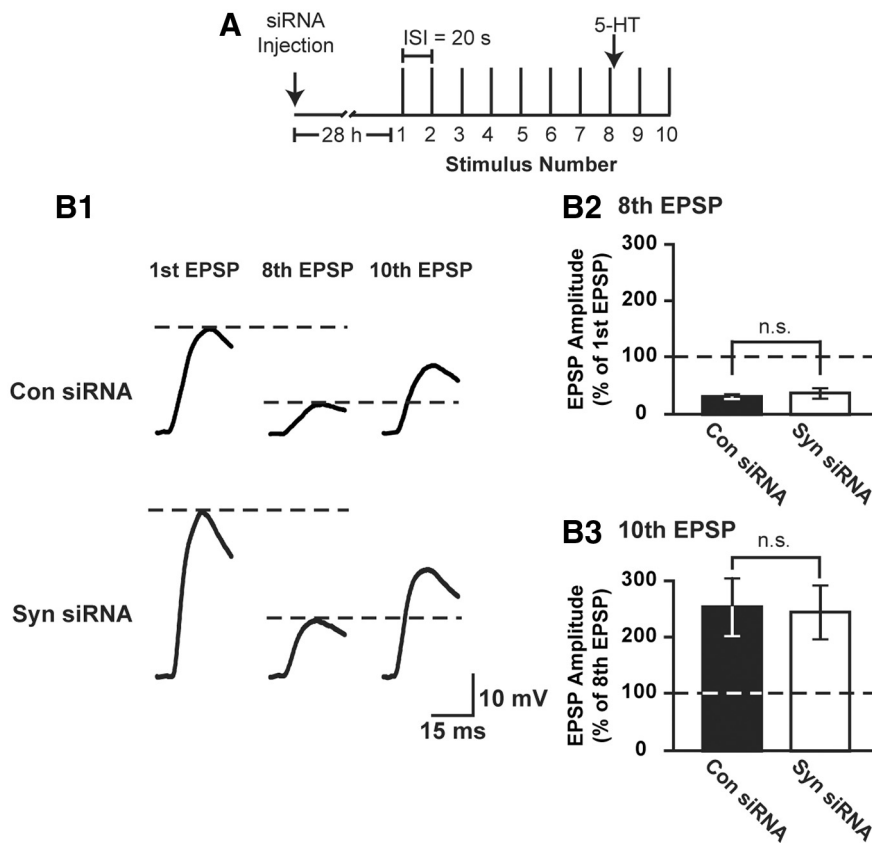 A
siRNA
Injection
ISI = 20 s
5-HT
28 h
1 2 3 4 5 6 7 8 9 10
Stimulus Number
B1
1st EPSP 8th EPSP 10th EPSP
Con siRNA
Syn siRNA
10 mV
15 ms
B2 8th EPSP
EPSP Amplitude
(% of 1st EPSP)
300
200
100
0
n.s.
Con siRNA
Syn siRNA
B3 10th EPSP
EPSP Amplitude
(% of 8th EPSP)
300
200
100
0
n.s.
Con siRNA
Syn siRNA